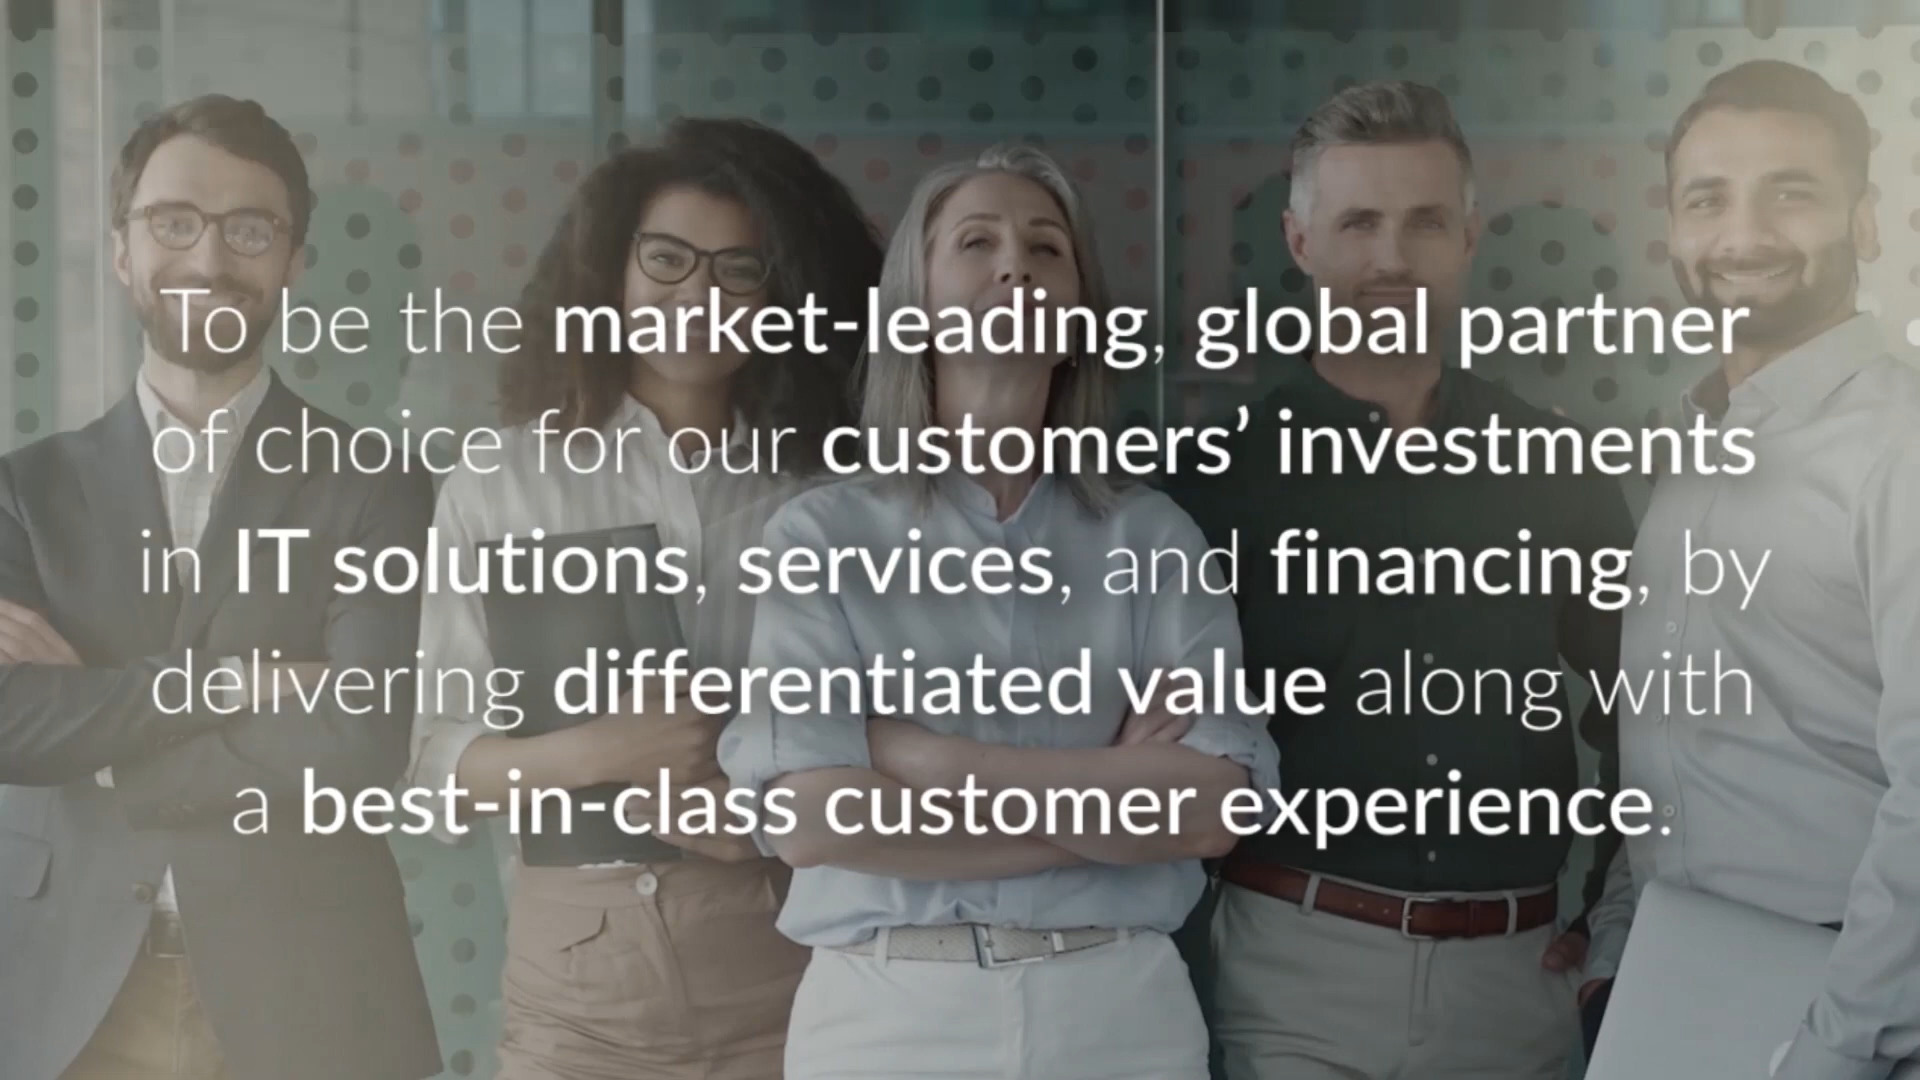 To be the market-leading, global partner
of choice for our customers’ investments
in IT solutions, services, and financing, by
delivering differentiated value along with
a best-in-class customer experience.